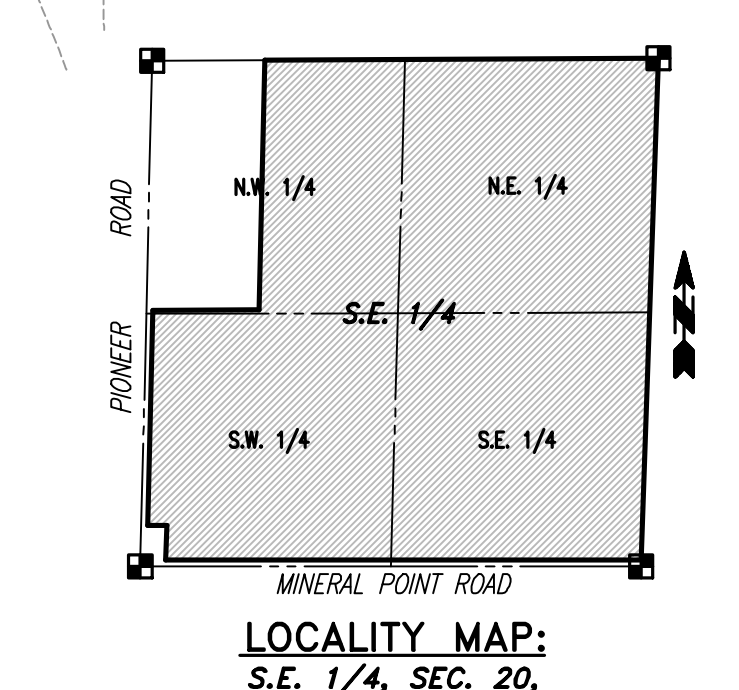 N.W. 1/4
N.E. 1/4
ROAD
S.E. 1/4
N
PIONEER
S.W. 1/4
S.E. 1/4
MINERAL POINT ROAD
LOCALITY MAP:
S.E. 1/4, SEC. 20,